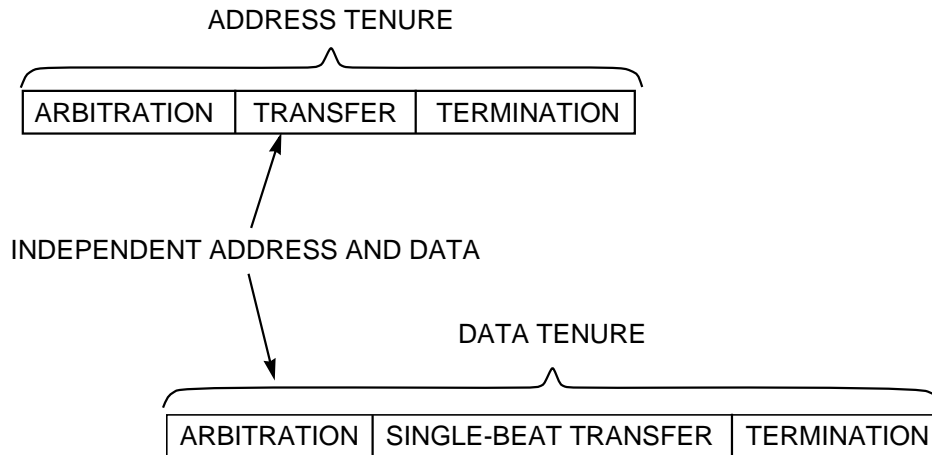 ADDRESS TENURE
ARBITRATION TRANSFER TERMINATION
INDEPENDENT ADDRESS AND DATA
DATA TENURE
ARBITRATION SINGLE-BEAT TRANSFER TERMINATION